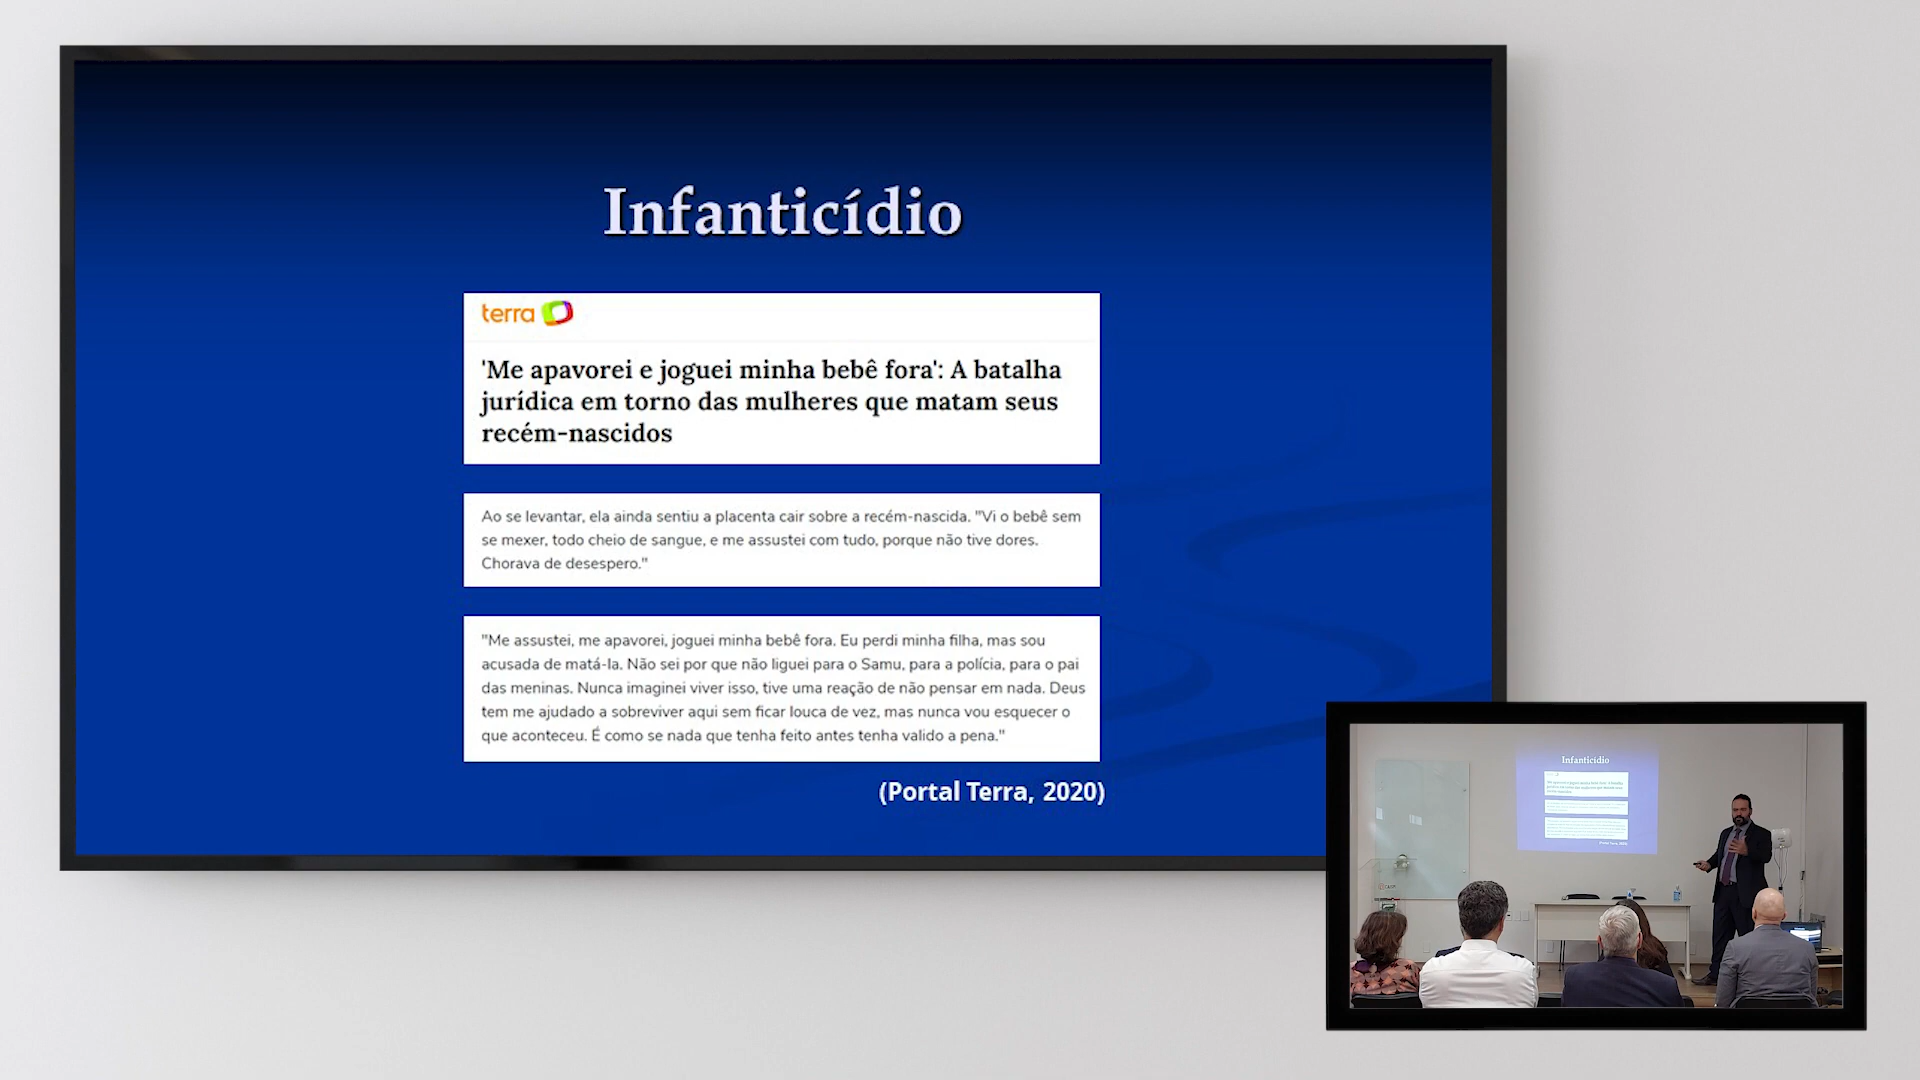 Infanticídio
terra
'Me apavorei e joguei minha bebê fora': A batalha
jurídica em torno das mulheres que matam seus
recém-nascidos
Ao se levantar, ela ainda sentiu a placenta cair sobre a recém-nascida. "Vi o bebê sem
se mexer, todo cheio de sangue, e me assustei com tudo, porque não tive dores.
Chorava de desespero."
"Me assustei, me apavorei, joguei minha bebê fora. Eu perdi minha filha, mas sou
acusada de matá-la. Não sei por que não liguei para o Samu, para a polícia, para o pai
das meninas. Nunca imaginei viver isso, tive uma reação de não pensar em nada. Deus
tem me ajudado a sobreviver aqui sem ficar louca de vez, mas nunca vou esquecer o
que aconteceu. É como se nada que tenha feito antes tenha valido a pena."
(Portal Terra, 2020)
Infanticídio